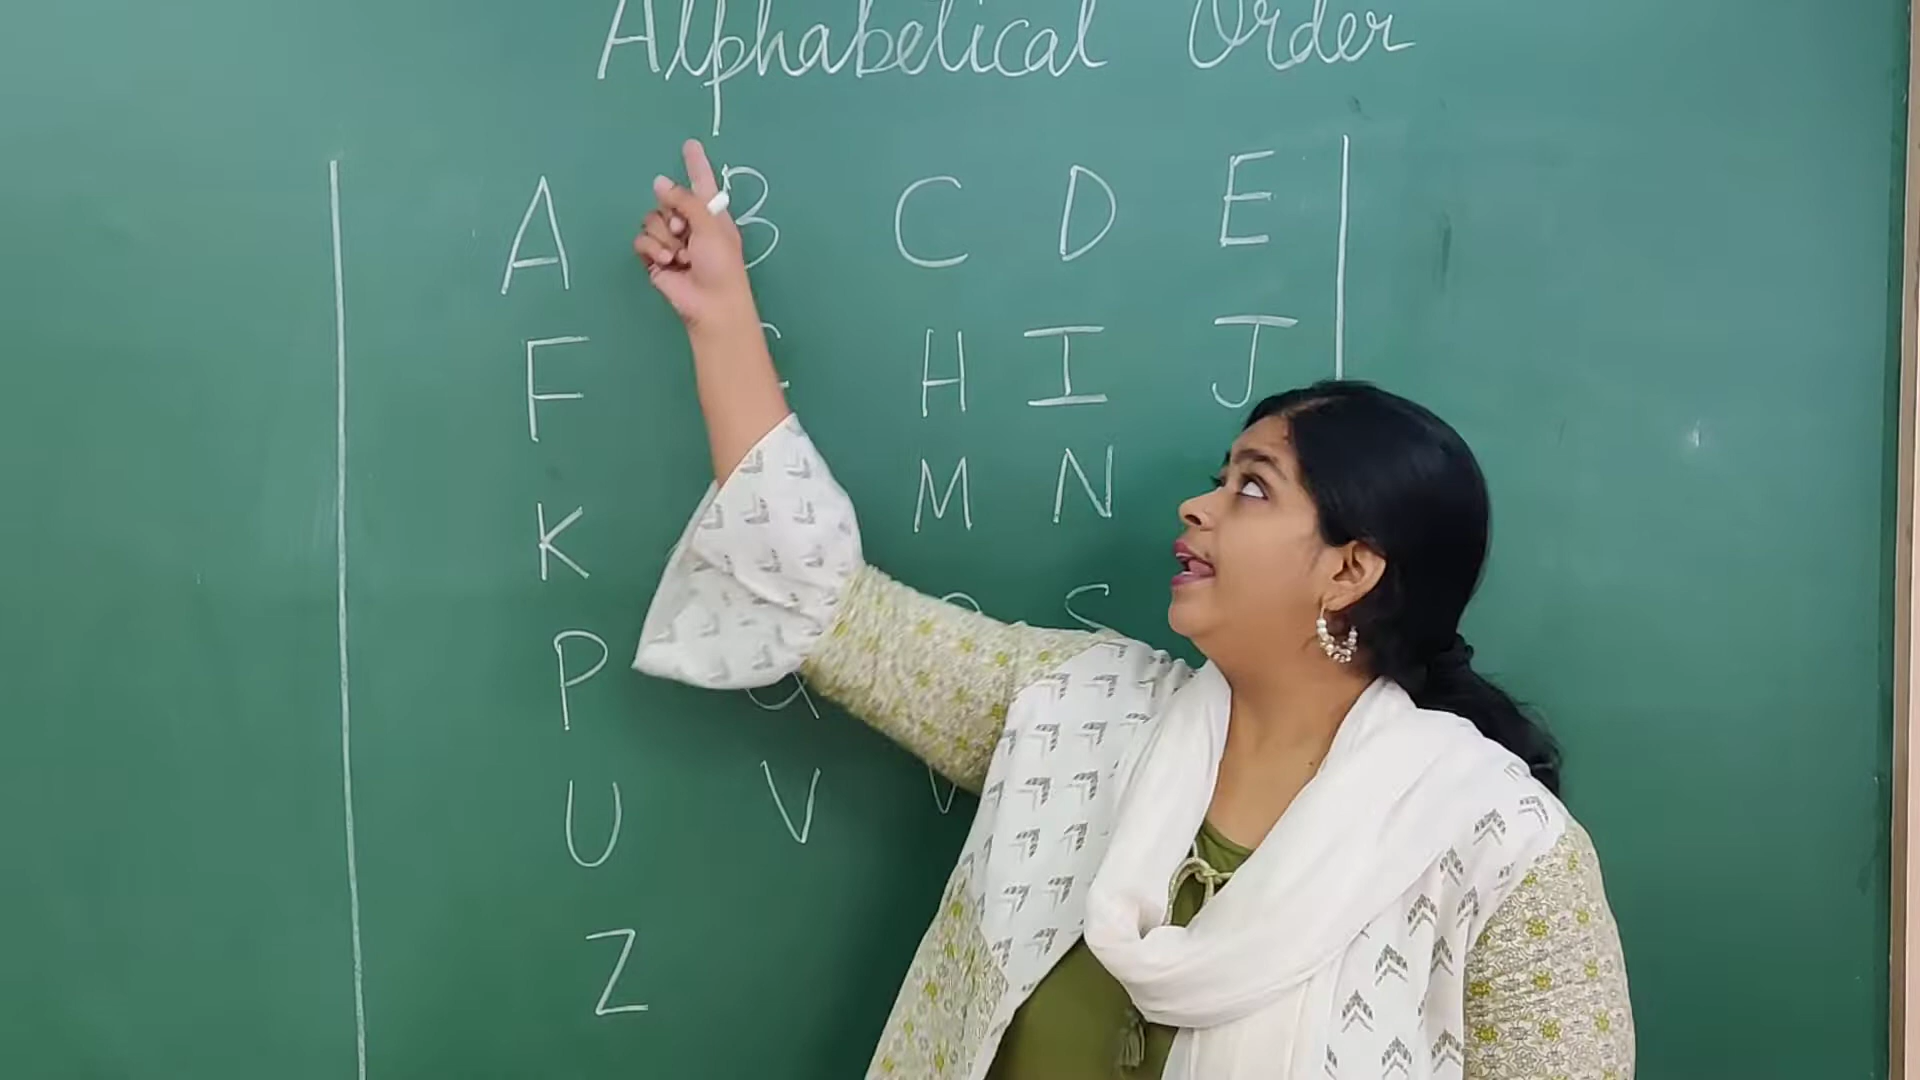 Alphabetical Order
A B C D E
F G H I J
K M N
P Q S
U V
Z